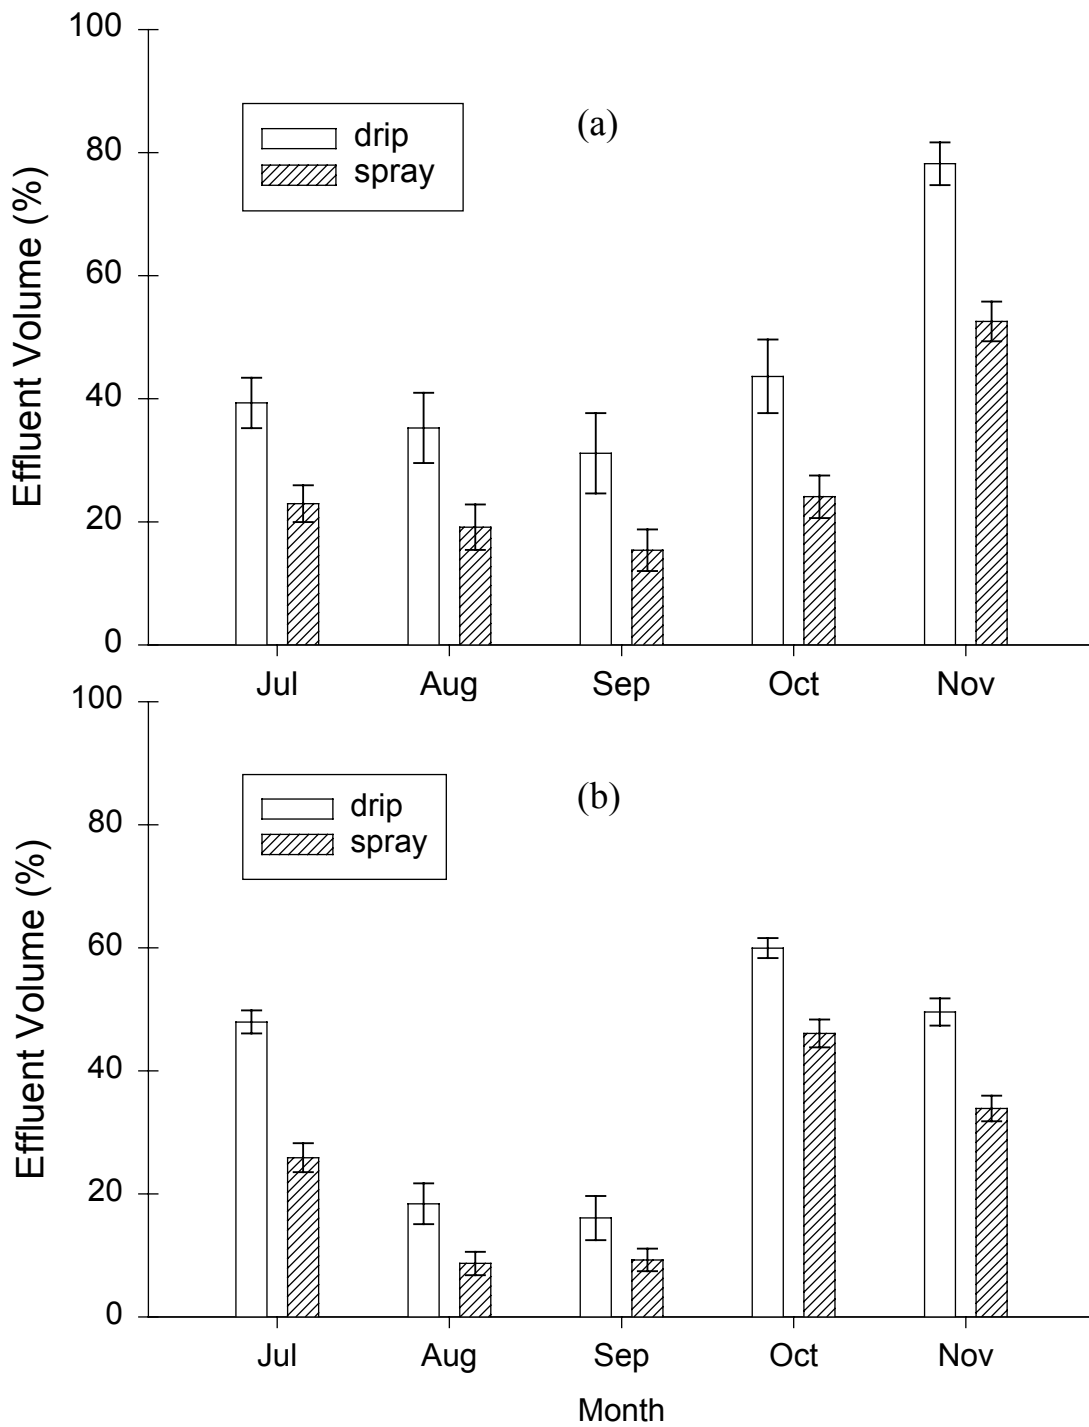 100
80
60
40
20
0
Effluent Volume (%)
drip
spray
(a)
Jul Aug Sep Oct Nov
100
80
60
40
20
0
Effluent Volume (%)
drip
spray
(b)
Jul Aug Sep Oct Nov
Month